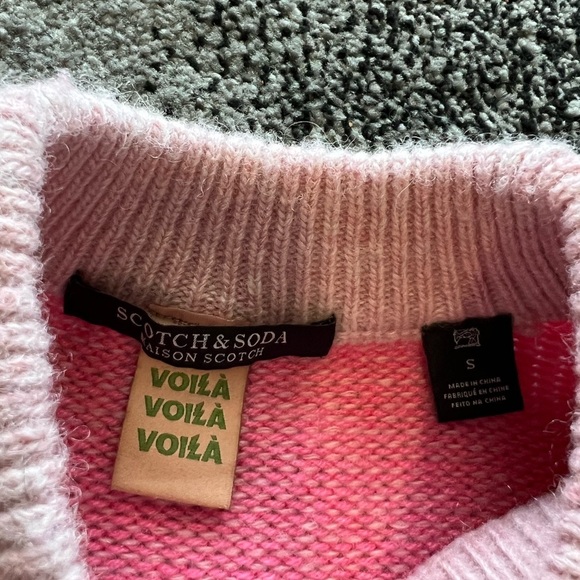 SCOTCH & SODA
MAISON SCOTCH
VOILÀ
VOILÀ
VOILÀ
S
MADE IN CHINA
FABRIQUÉ EN CHINE
FEITO NA CHINA